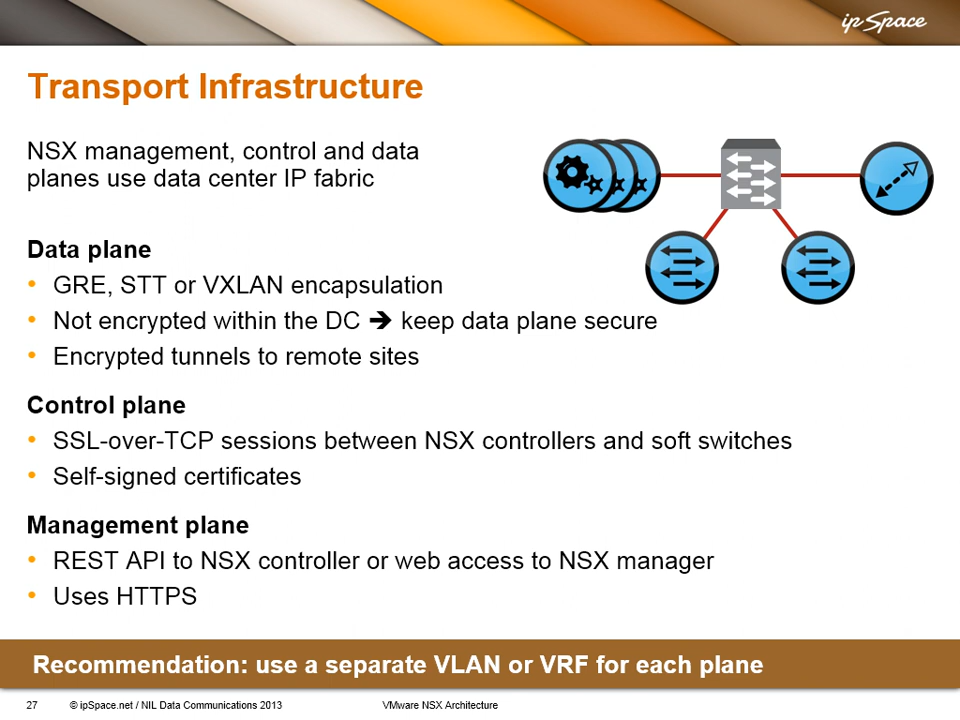 ipSpace
Transport Infrastructure
NSX management, control and data
planes use data center IP fabric
Data plane
• GRE, STT or VXLAN encapsulation
• Not encrypted within the DC ➔ keep data plane secure
• Encrypted tunnels to remote sites
Control plane
• SSL-over-TCP sessions between NSX controllers and soft switches
• Self-signed certificates
Management plane
• REST API to NSX controller or web access to NSX manager
• Uses HTTPS
Recommendation: use a separate VLAN or VRF for each plane
27 © ipSpace.net / NIL Data Communications 2013 VMware NSX Architecture